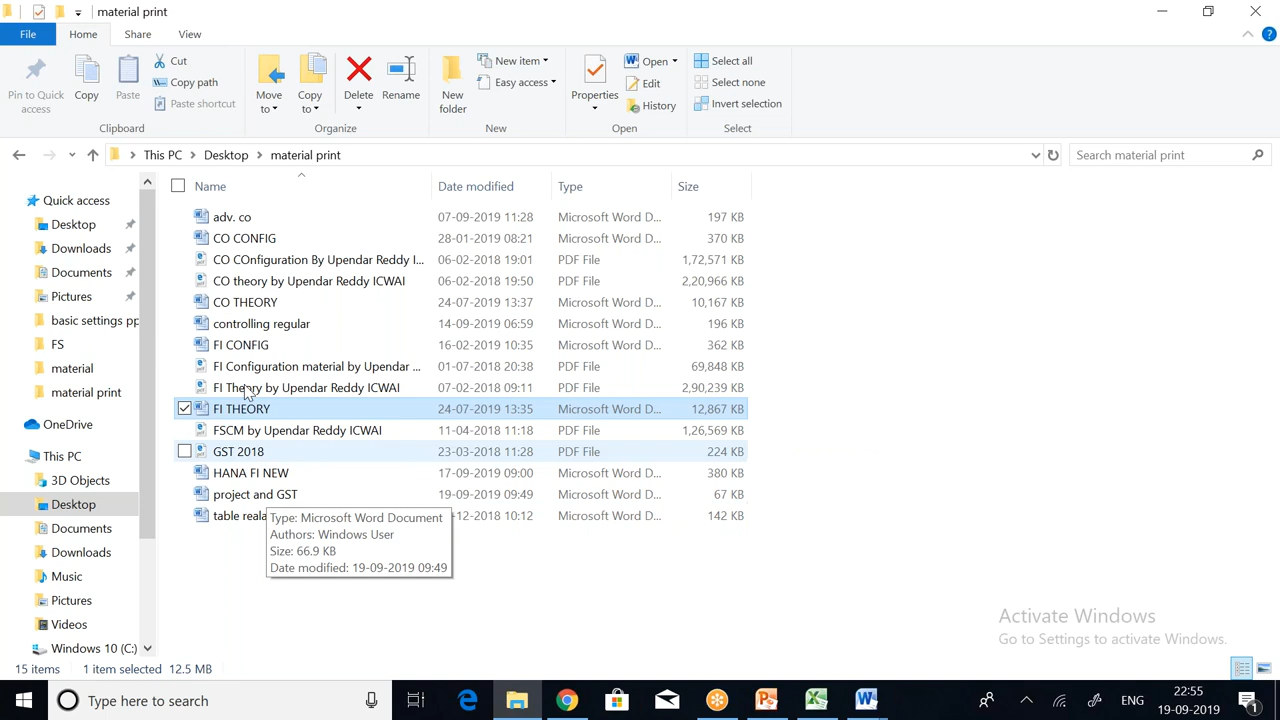 material print
File Home Share View
Pin to Quick access
Copy
Paste
Cut
Copy path
Paste shortcut
Clipboard
Move to
Copy to
Delete
Rename
Organize
New folder
New item
Easy access
New
Properties
Open
Edit
History
Open
Select all
Select none
Invert selection
Select
This PC > Desktop > material print
Search material print
Quick access
Desktop
Downloads
Documents
Pictures
basic settings pp
FS
material
material print
OneDrive
This PC
3D Objects
Desktop
Documents
Downloads
Music
Pictures
Videos
Windows 10 (C:)
Name Date modified Type Size
adv. co 07-09-2019 11:28 Microsoft Word D... 197 KB
CO CONFIG 28-01-2019 08:21 Microsoft Word D... 370 KB
CO COnfiguration By Upendar Reddy I... 06-02-2018 19:01 PDF File 1,72,571 KB
CO theory by Upendar Reddy ICWAI 06-02-2018 19:50 PDF File 2,20,966 KB
CO THEORY 24-07-2019 13:37 Microsoft Word D... 10,167 KB
controlling regular 14-09-2019 06:59 Microsoft Word D... 196 KB
FI CONFIG 16-02-2019 10:35 Microsoft Word D... 362 KB
FI Configuration material by Upendar ... 01-07-2018 20:38 PDF File 69,848 KB
FI Theory by Upendar Reddy ICWAI 07-02-2018 09:11 PDF File 2,90,239 KB
FI THEORY 24-07-2019 13:35 Microsoft Word D... 12,867 KB
FSCM by Upendar Reddy ICWAI 11-04-2018 11:18 PDF File 1,26,569 KB
GST 2018 23-03-2018 11:28 PDF File 224 KB
HANA FI NEW 17-09-2019 09:00 Microsoft Word D... 380 KB
project and GST 19-09-2019 09:49 Microsoft Word D... 67 KB
table reala -12-2018 10:12 Microsoft Word D... 142 KB
Type: Microsoft Word Document
Authors: Windows User
Size: 66.9 KB
Date modified: 19-09-2019 09:49
Activate Windows
Go to Settings to activate Windows.
15 items 1 item selected 12.5 MB
Type here to search
ENG
22:55
19-09-2019
1